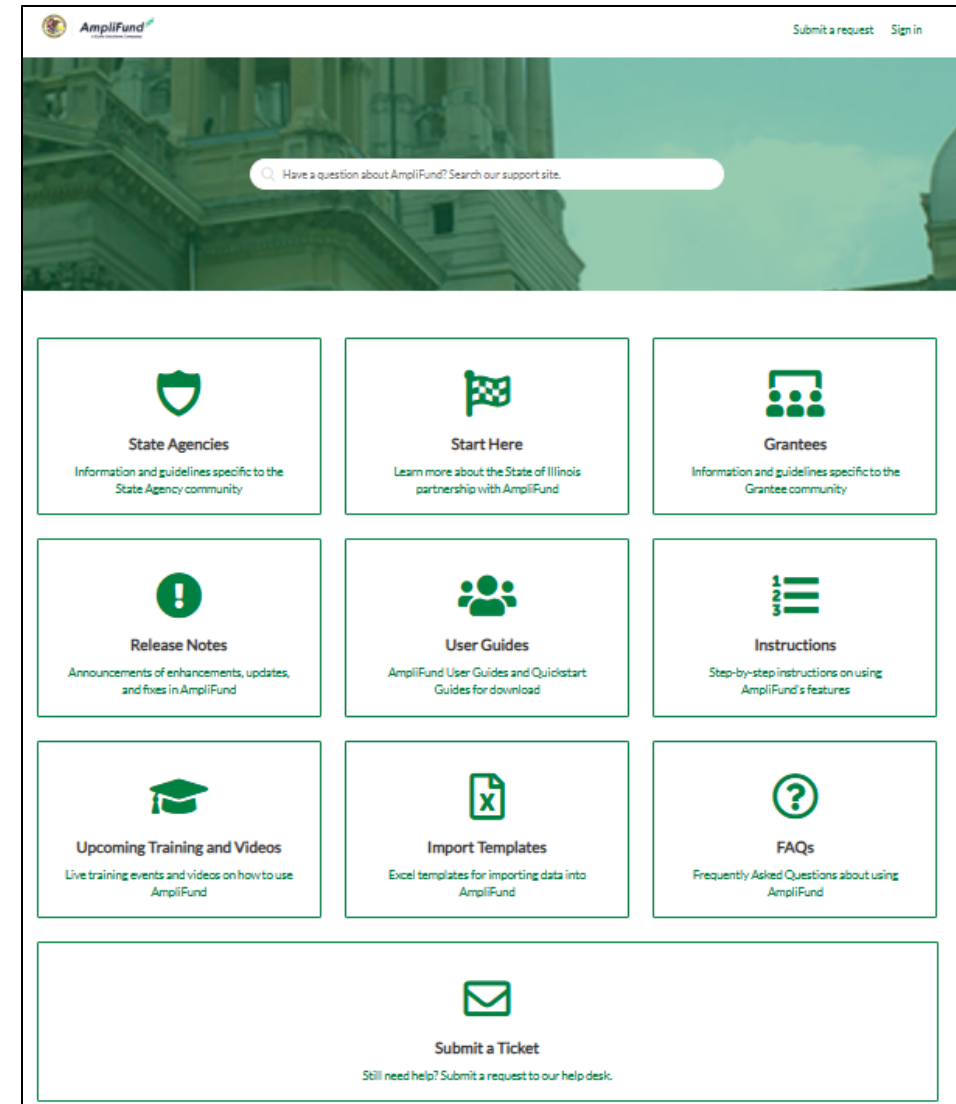 AmpliFund
Submit a request Sign in
Have a question about AmpliFund? Search our support site.
State Agencies
Information and guidelines specific to the
State Agency community
Start Here
Learn more about the State of Illinois
partnership with AmpliFund
Grantees
Information and guidelines specific to the
Grantee community
Release Notes
Announcements of enhancements, updates,
and fixes in AmpliFund
User Guides
AmpliFund User Guides and Quickstart
Guides for download
1
2
3
Instructions
Step-by-step instructions on using
AmpliFund's features
Upcoming Training and Videos
Live training events and videos on how to use
AmpliFund
X
Import Templates
Excel templates for importing data into
AmpliFund
FAQs
Frequently Asked Questions about using
AmpliFund
Submit a Ticket
Still need help? Submit a request to our help desk.